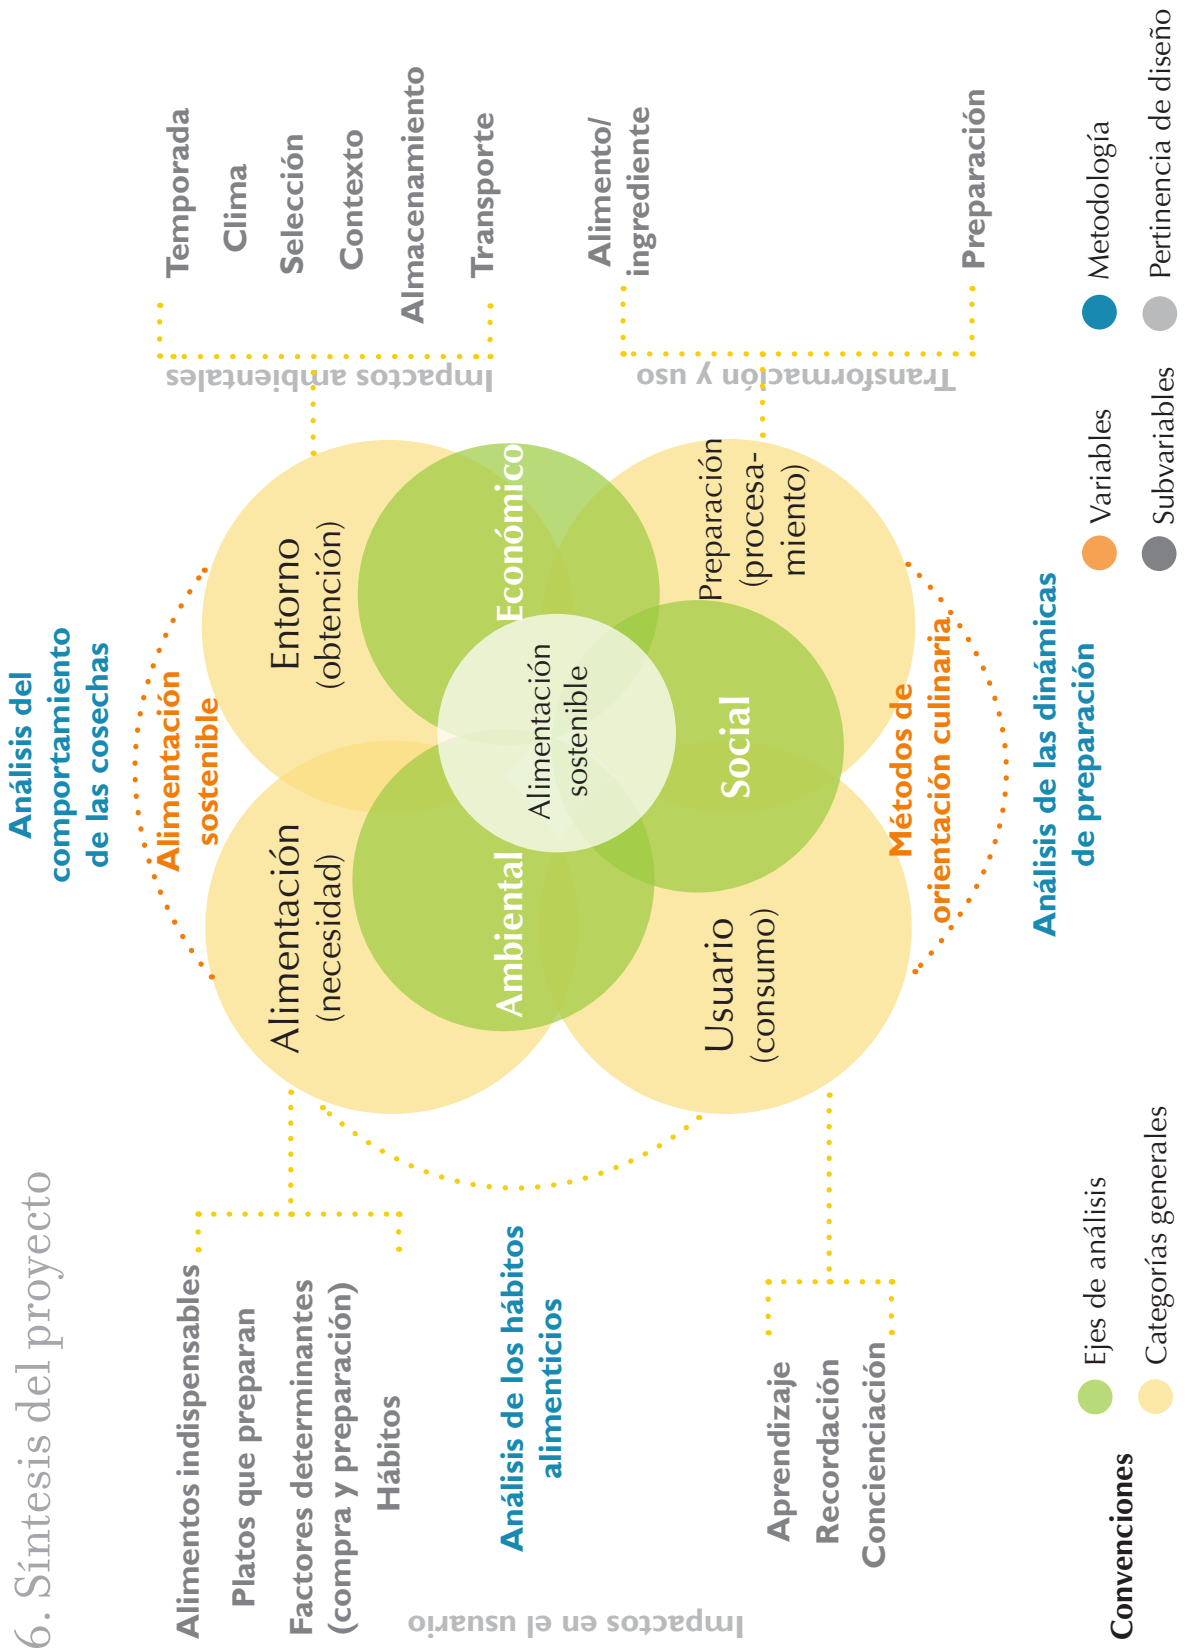 6. Síntesis del proyecto
Análisis del
comportamiento
de las cosechas
Alimentación
sostenible
Alimentos indispensables
Platos que preparan
Factores determinantes
(compra y preparación)
Hábitos
Impactos en el usuario
Análisis de los hábitos
alimenticios
Aprendizaje
Recordación
Concienciación
Alimentación
(necesidad)
Entorno
(obtención)
Ambiental
Económico
Alimentación
sostenible
Social
Usuario
(consumo)
Preparación
(procesa-
miento)
Métodos de
orientación culinaria
Análisis de las dinámicas
de preparación
Impactos ambientales
Temporada
Clima
Selección
Contexto
Almacenamiento
Transporte
Transformación y uso
Alimento/
ingrediente
Preparación
Convenciones
Ejes de análisis
Categorías generales
Variables
Subvariables
Metodología
Pertinencia de diseño